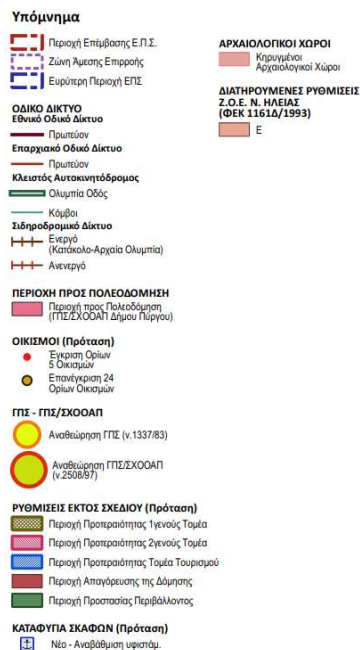 Υπόμνημα
Περιοχή Επέμβασης Ε.Π.Σ.
Ζώνη Άμεσης Επιρροής
Ευρύτερη Περιοχή ΕΠΣ
ΟΔΙΚΟ ΔΙΚΤΥΟ
Εθνικό Οδικό Δίκτυο
Πρωτεύον
Επαρχιακό Οδικό Δίκτυο
Πρωτεύον
Κλειστός Αυτοκινητόδρομος
Ολυμπία Οδός
Κόμβοι
Σιδηροδρομικό Δίκτυο
Ενεργό
(Κατάκολο-Αρχαία Ολυμπία)
Ανενεργό
ΠΕΡΙΟΧΗ ΠΡΟΣ ΠΟΛΕΟΔΟΜΗΣΗ
Περιοχή προς Πολεοδόμηση
(ΓΠΣ/ΣΧΟΟΑΠ Δήμου Πύργου)
ΟΙΚΙΣΜΟΙ (Πρόταση)
Έγκριση Ορίων
5 Οικισμών
Επανέγκριση 24
Ορίων Οικισμών
ΓΠΣ - ΓΠΣ/ΣΧΟΟΑΠ
Αναθεώρηση ΓΠΣ (ν.1337/83)
Αναθεώρηση ΓΠΣ/ΣΧΟΟΑΠ
(ν.2508/97)
ΡΥΘΜΙΣΕΙΣ ΕΚΤΟΣ ΣΧΕΔΙΟΥ (Πρόταση)
Περιοχή Προτεραιότητας 1γενούς Τομέα
Περιοχή Προτεραιότητας 2γενούς Τομέα
Περιοχή Προτεραιότητας Τομέα Τουρισμού
Περιοχή Απαγόρευσης της Δόμησης
Περιοχή Προστασίας Περιβάλλοντος
ΚΑΤΑΦΥΓΙΑ ΣΚΑΦΩΝ (Πρόταση)
Νέο - Αναβάθμιση υφιστάμ.
ΑΡΧΑΙΟΛΟΓΙΚΟΙ ΧΩΡΟΙ
Κηρυγμένοι
Αρχαιολογικοί Χώροι
ΔΙΑΤΗΡΟΥΜΕΝΕΣ ΡΥΘΜΙΣΕΙΣ
Ζ.Ο.Ε. Ν. ΗΛΕΙΑΣ
(ΦΕΚ 1161Δ/1993)
Ε